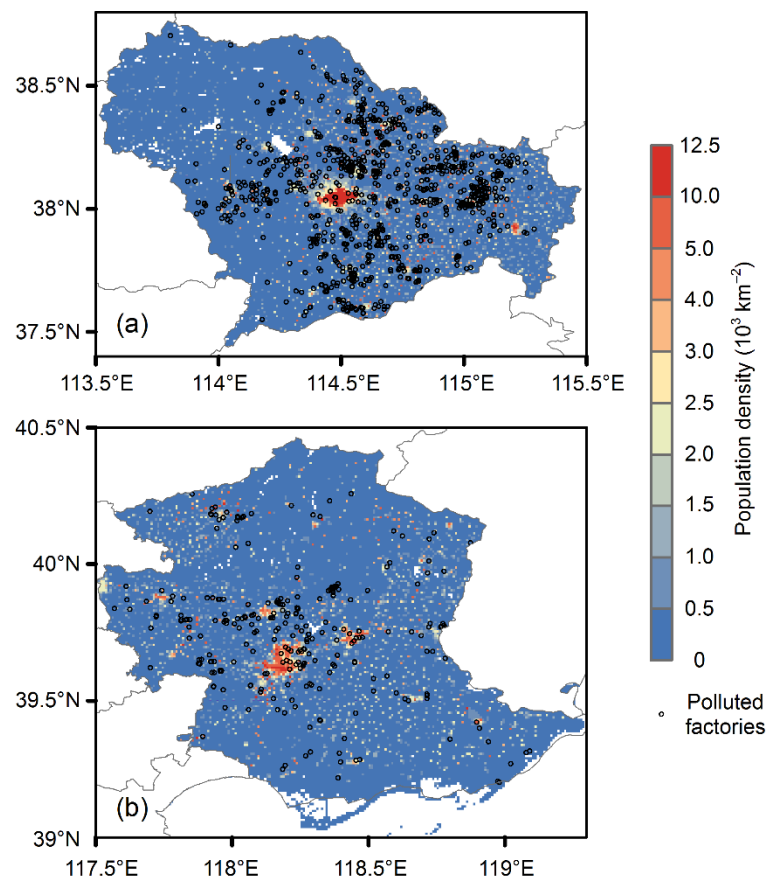 38.5°N
38°N
37.5°N
(a)
113.5°E 114°E 114.5°E 115°E 115.5°E
40.5°N
40°N
39.5°N
39°N
(b)
117.5°E 118°E 118.5°E 119°E
12.5
10.0
5.0
4.0
3.0
2.5
2.0
1.5
1.0
0.5
0
Population density (10³ km⁻²)
Polluted
factories